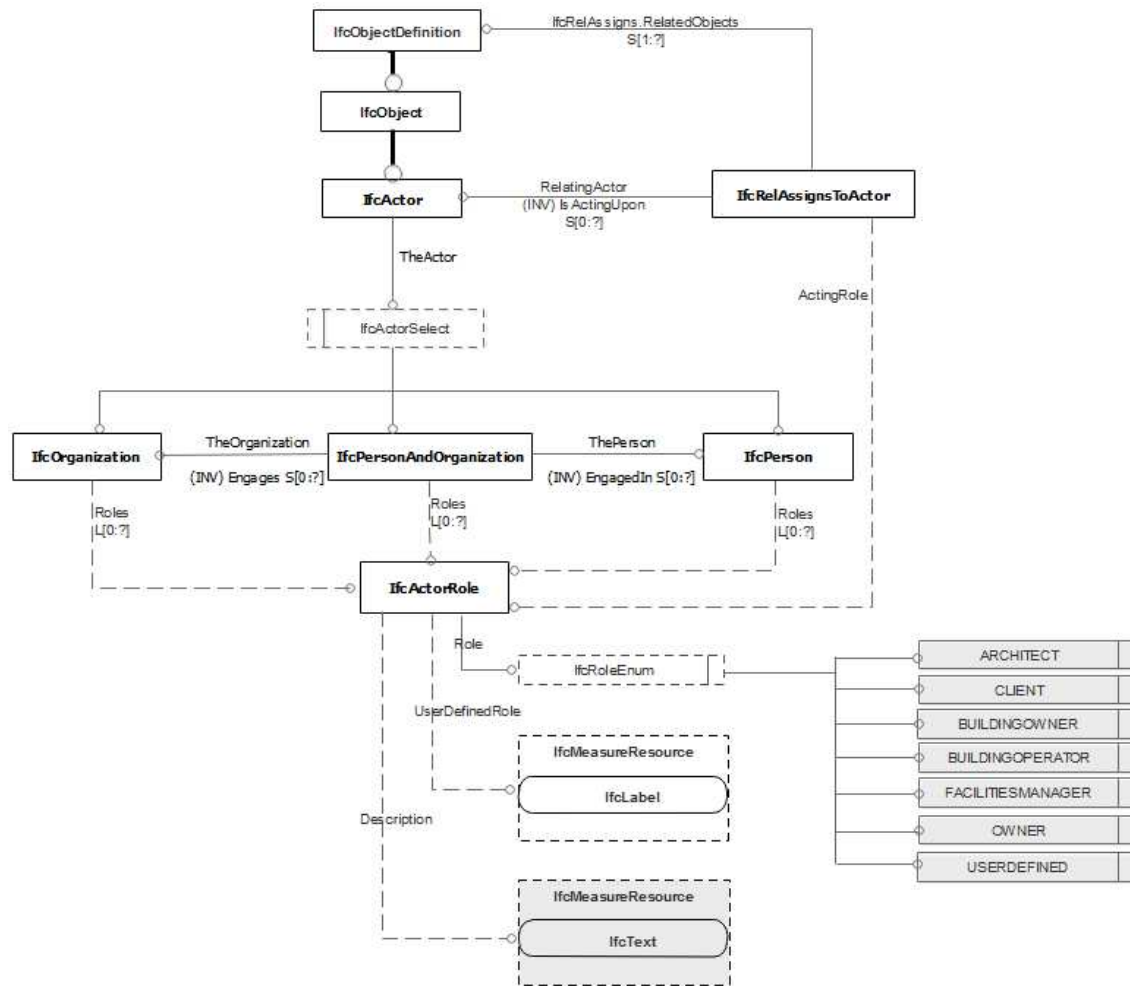 IfcObjectDefinition
IfcRelAssigns.RelatedObjects
S[1:?]
IfcObject
IfcActor
RelatingActor
(INV) IsActingUpon
S[0:?]
IfcRelAssignsToActor
TheActor
ActingRole
IfcActorSelect
IfcOrganization
TheOrganization
(INV) Engages S[0:?]
IfcPersonAndOrganization
ThePerson
(INV) EngagedIn S[0:?]
IfcPerson
Roles
L[0:?]
Roles
L[0:?]
Roles
L[0:?]
IfcActorRole
Role
IfcRoleEnum
ARCHITECT
CLIENT
BUILDINGOWNER
BUILDINGOPERATOR
FACILITIESMANAGER
OWNER
USERDEFINED
UserDefinedRole
IfcMeasureResource
IfcLabel
Description
IfcMeasureResource
IfcText